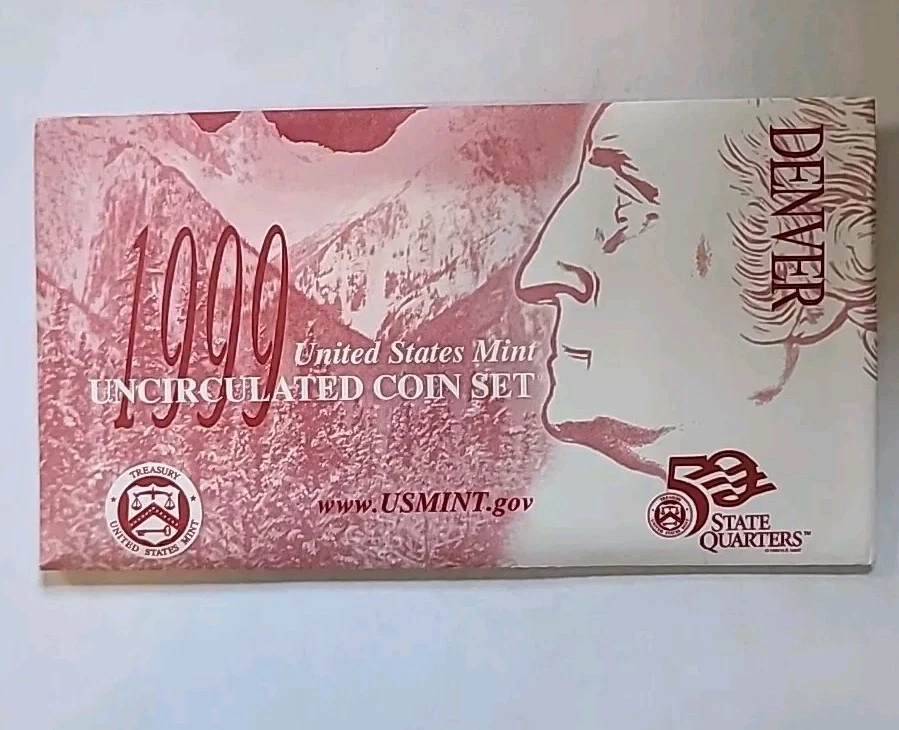 DENVER
1999
United States Mint
UNCIRCULATED COIN SET
www.USMINT.gov
TREASURY
UNITED STATES MINT
50
STATE
QUARTERS™